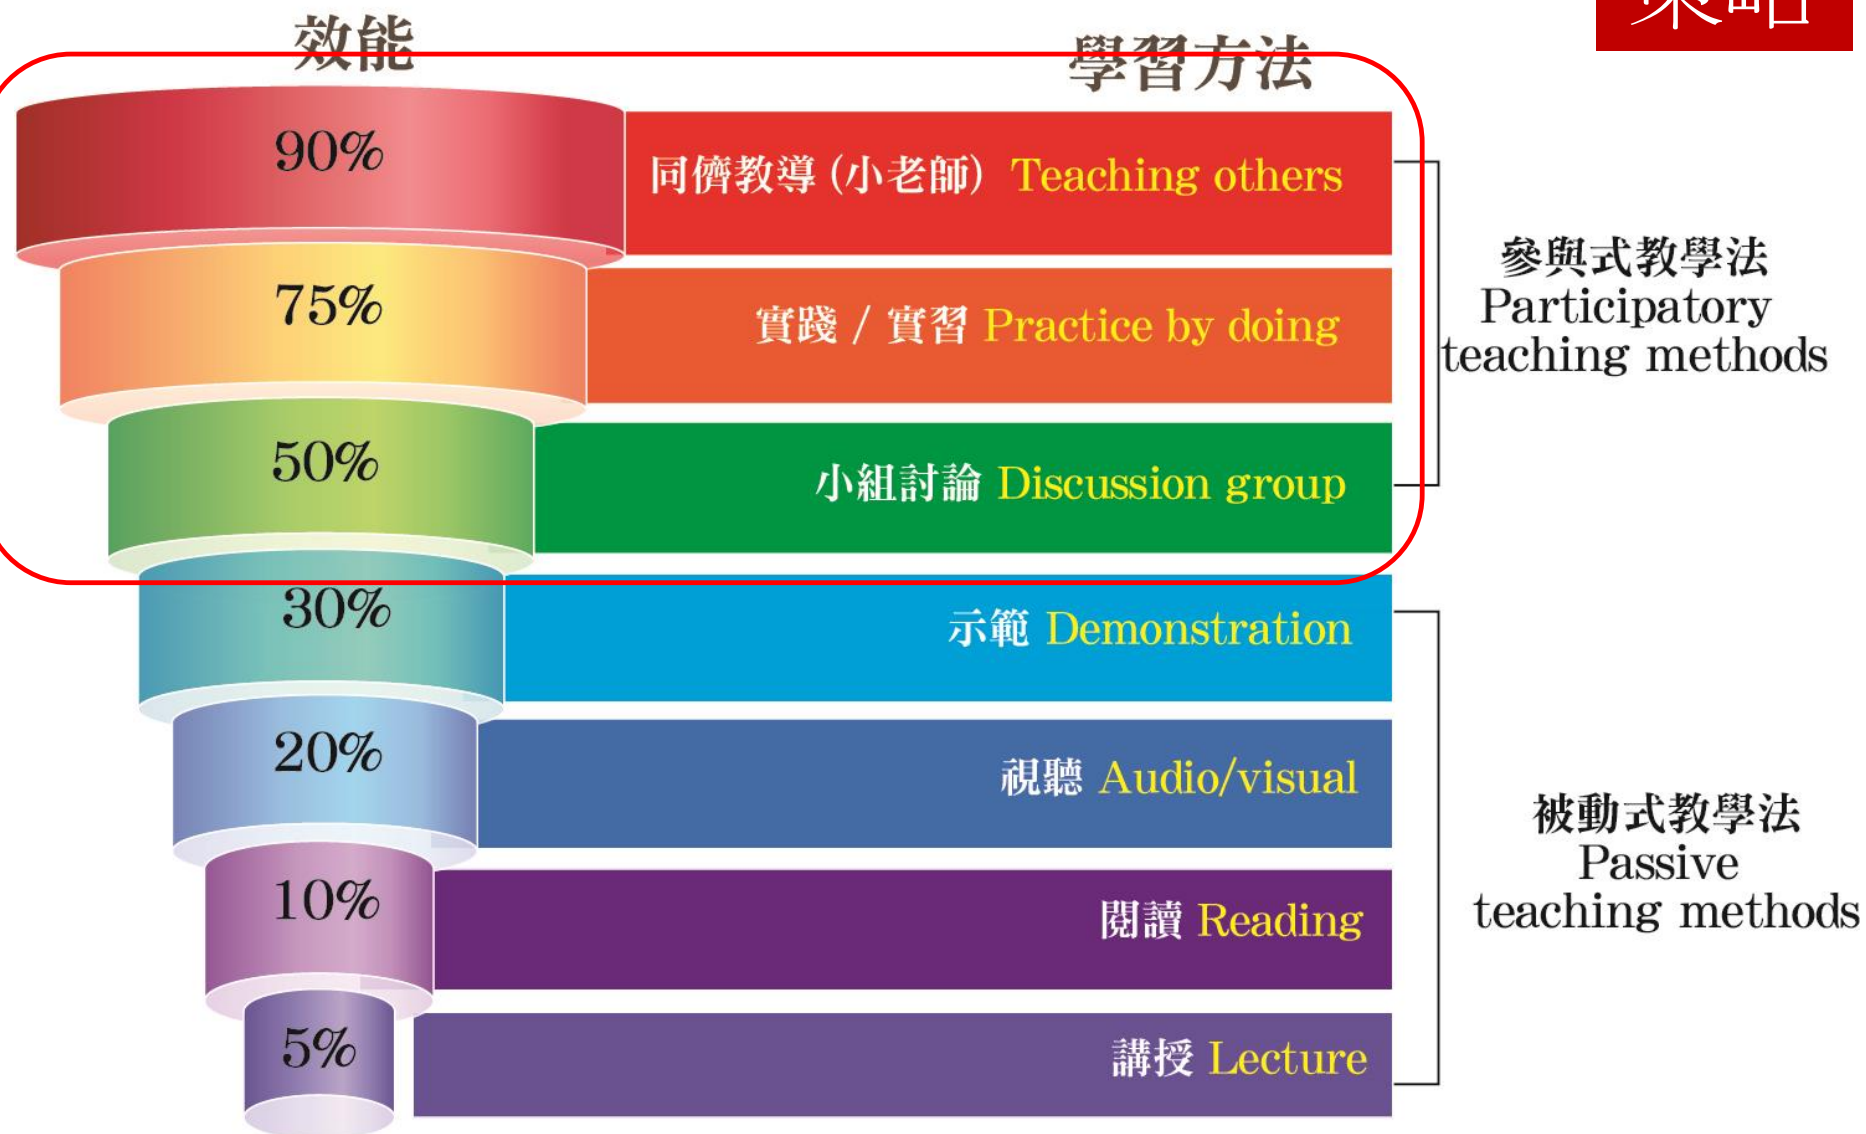 策略
效能
學習方法
90%
同儕教導 (小老師) Teaching others
75%
實踐 / 實習 Practice by doing
50%
小組討論 Discussion group
參與式教學法
Participatory
teaching methods
30%
示範 Demonstration
20%
視聽 Audio/visual
10%
閱讀 Reading
5%
講授 Lecture
被動式教學法
Passive
teaching methods